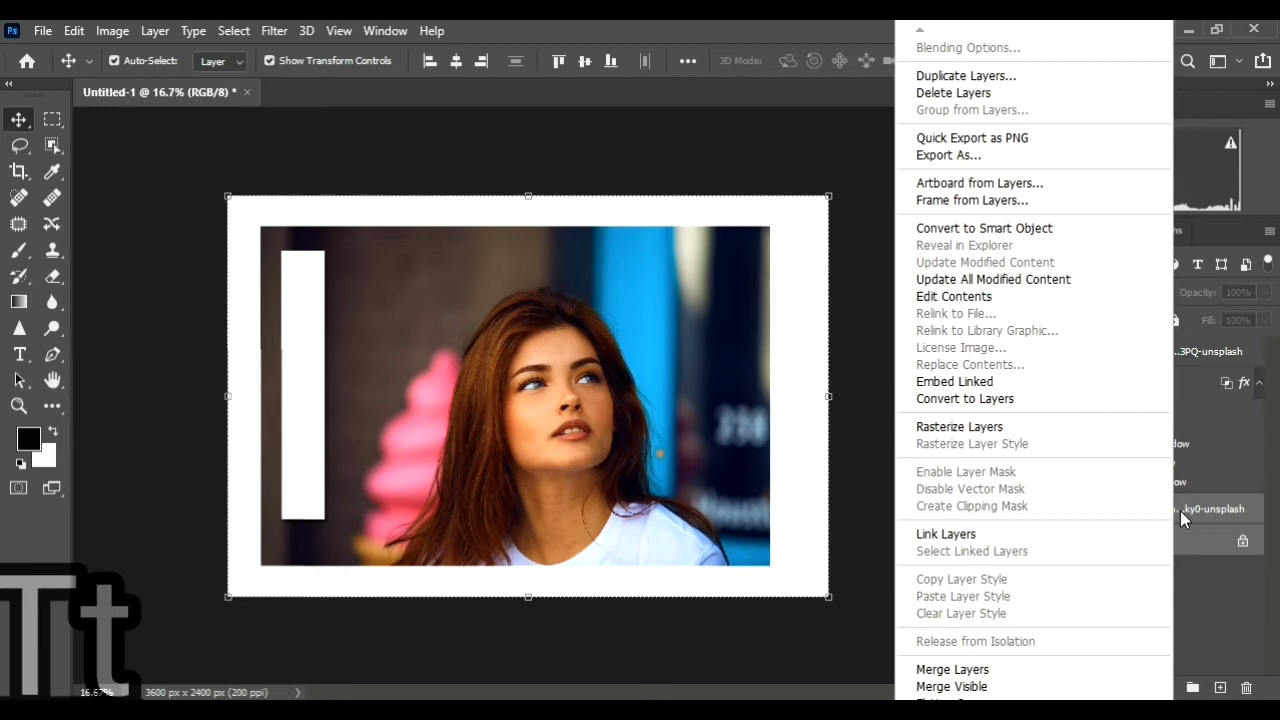 Ps File Edit Image Layer Type Select Filter 3D View Window Help
Auto-Select: Layer Show Transform Controls 3D Mode:
Untitled-1 @ 16.7% (RGB/8) *
Blending Options...
Duplicate Layers...
Delete Layers
Group from Layers...
Quick Export as PNG
Export As...
Artboard from Layers...
Frame from Layers...
Convert to Smart Object
Reveal in Explorer
Update Modified Content
Update All Modified Content
Edit Contents
Relink to File...
Relink to Library Graphic...
License Image...
Replace Contents...
Embed Linked
Convert to Layers
Rasterize Layers
Rasterize Layer Style
Enable Layer Mask
Disable Vector Mask
Create Clipping Mask
Link Layers
Select Linked Layers
Copy Layer Style
Paste Layer Style
Clear Layer Style
Release from Isolation
Merge Layers
Merge Visible
Opacity: 100%
Fill: 100%
..3PQ-unsplash
fx
..ky0-unsplash
238
Tt
16.67% 3600 px x 2400 px (200 ppi)